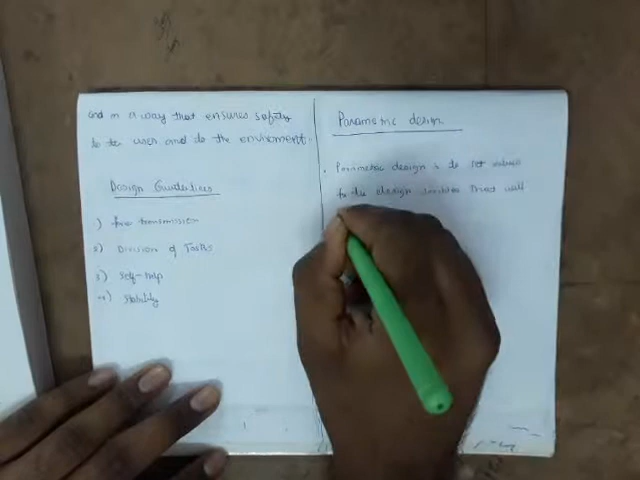 and in a way that ensures safety
to the user and to the enviroment.
Design Guidelines
1) force transmission
2) Division of Tasks
3) Self-help
4) Stability
Parametric design
Parametric design is to set values
to the design variables that will